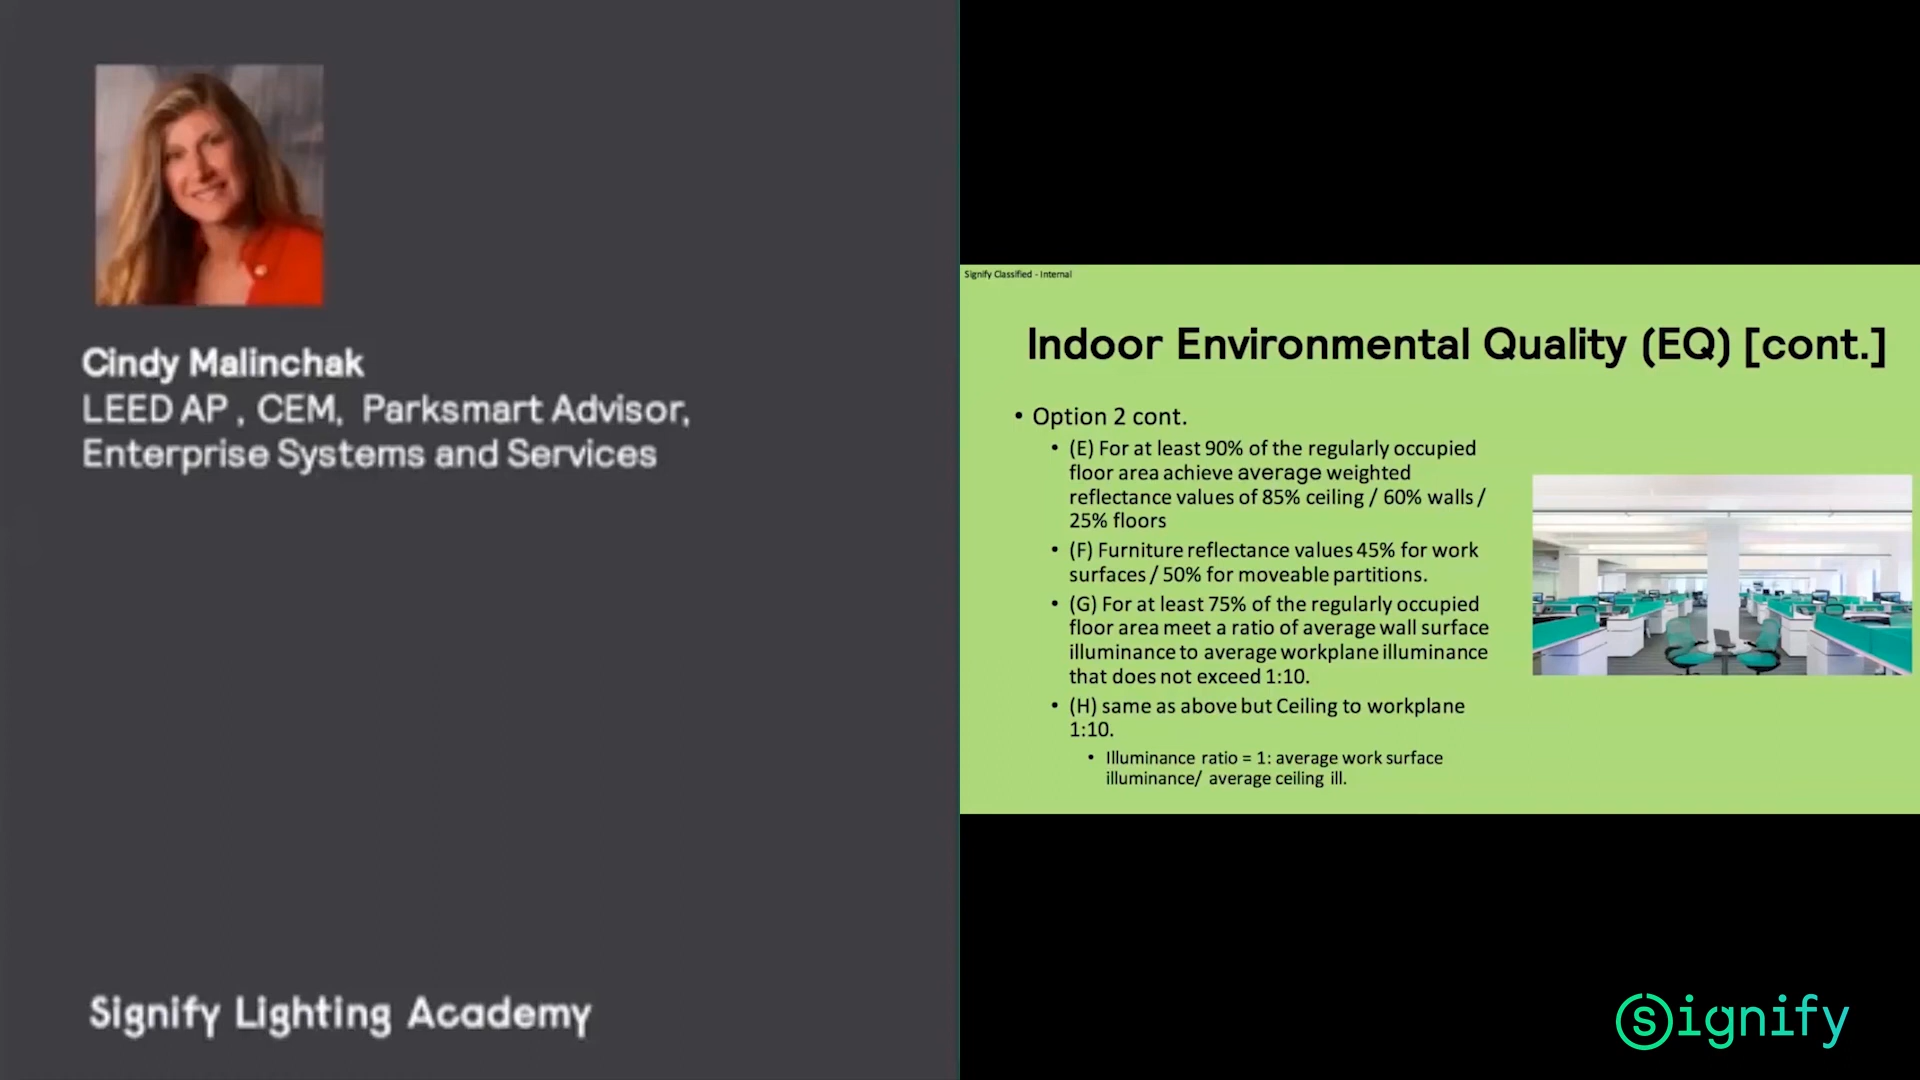 Cindy Malinchak
LEED AP , CEM, Parksmart Advisor,
Enterprise Systems and Services
Signify Lighting Academy
Signify Classified - Internal
Indoor Environmental Quality (EQ) [cont.]
• Option 2 cont.
• (E) For at least 90% of the regularly occupied
floor area achieve average weighted
reflectance values of 85% ceiling / 60% walls /
25% floors
• (F) Furniture reflectance values 45% for work
surfaces / 50% for moveable partitions.
• (G) For at least 75% of the regularly occupied
floor area meet a ratio of average wall surface
illuminance to average workplane illuminance
that does not exceed 1:10.
• (H) same as above but Ceiling to workplane
1:10.
• Illuminance ratio = 1: average work surface
illuminance/ average ceiling ill.
Signify